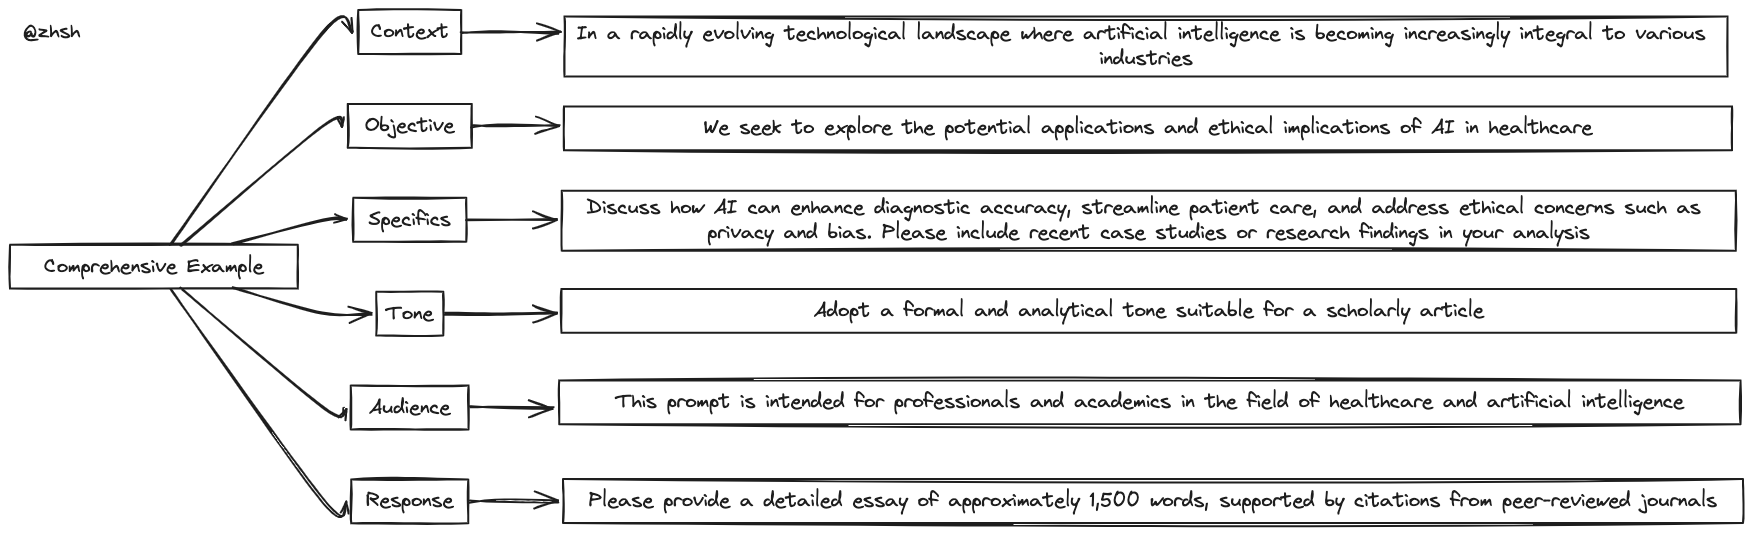 @zhsh
Context
In a rapidly evolving technological landscape where artificial intelligence is becoming increasingly integral to various
industries
Objective
We seek to explore the potential applications and ethical implications of AI in healthcare
Specifics
Discuss how AI can enhance diagnostic accuracy, streamline patient care, and address ethical concerns such as
privacy and bias. Please include recent case studies or research findings in your analysis
Comprehensive Example
Tone
Adopt a formal and analytical tone suitable for a scholarly article
Audience
This prompt is intended for professionals and academics in the field of healthcare and artificial intelligence
Response
Please provide a detailed essay of approximately 1,500 words, supported by citations from peer-reviewed journals